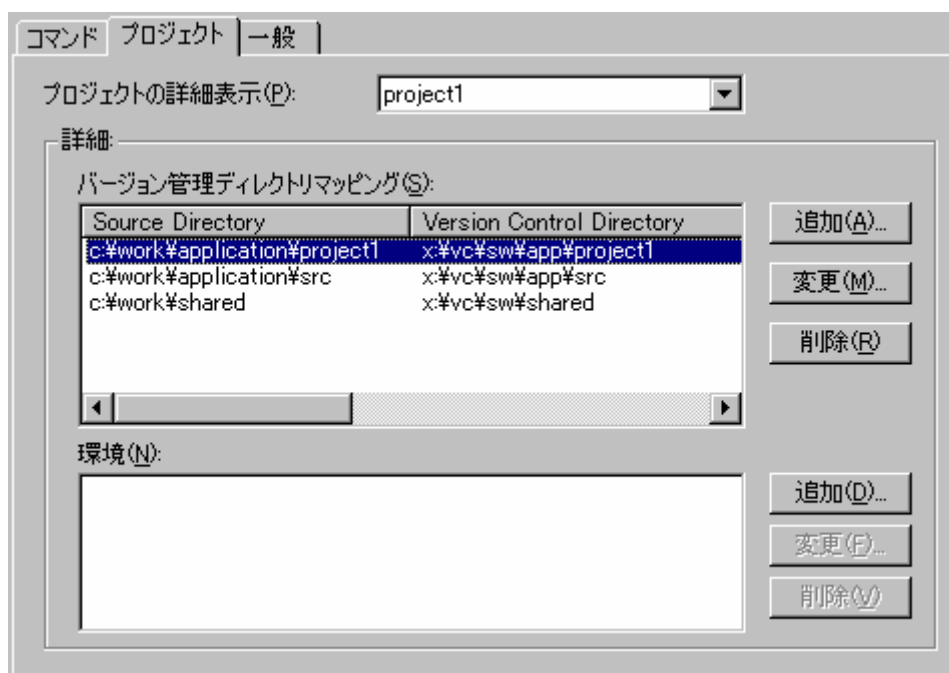 コマンド プロジェクト 一般
プロジェクトの詳細表示(P): project1
詳細:
バージョン管理ディレクトリマッピング(S):
Source Directory Version Control Directory
c:¥work¥application¥project1 x:¥vc¥sw¥app¥project1
c:¥work¥application¥src x:¥vc¥sw¥app¥src
c:¥work¥shared x:¥vc¥sw¥shared
追加(A)...
変更(M)...
削除(R)
環境(N):
追加(D)...
変更(F)...
削除(V)